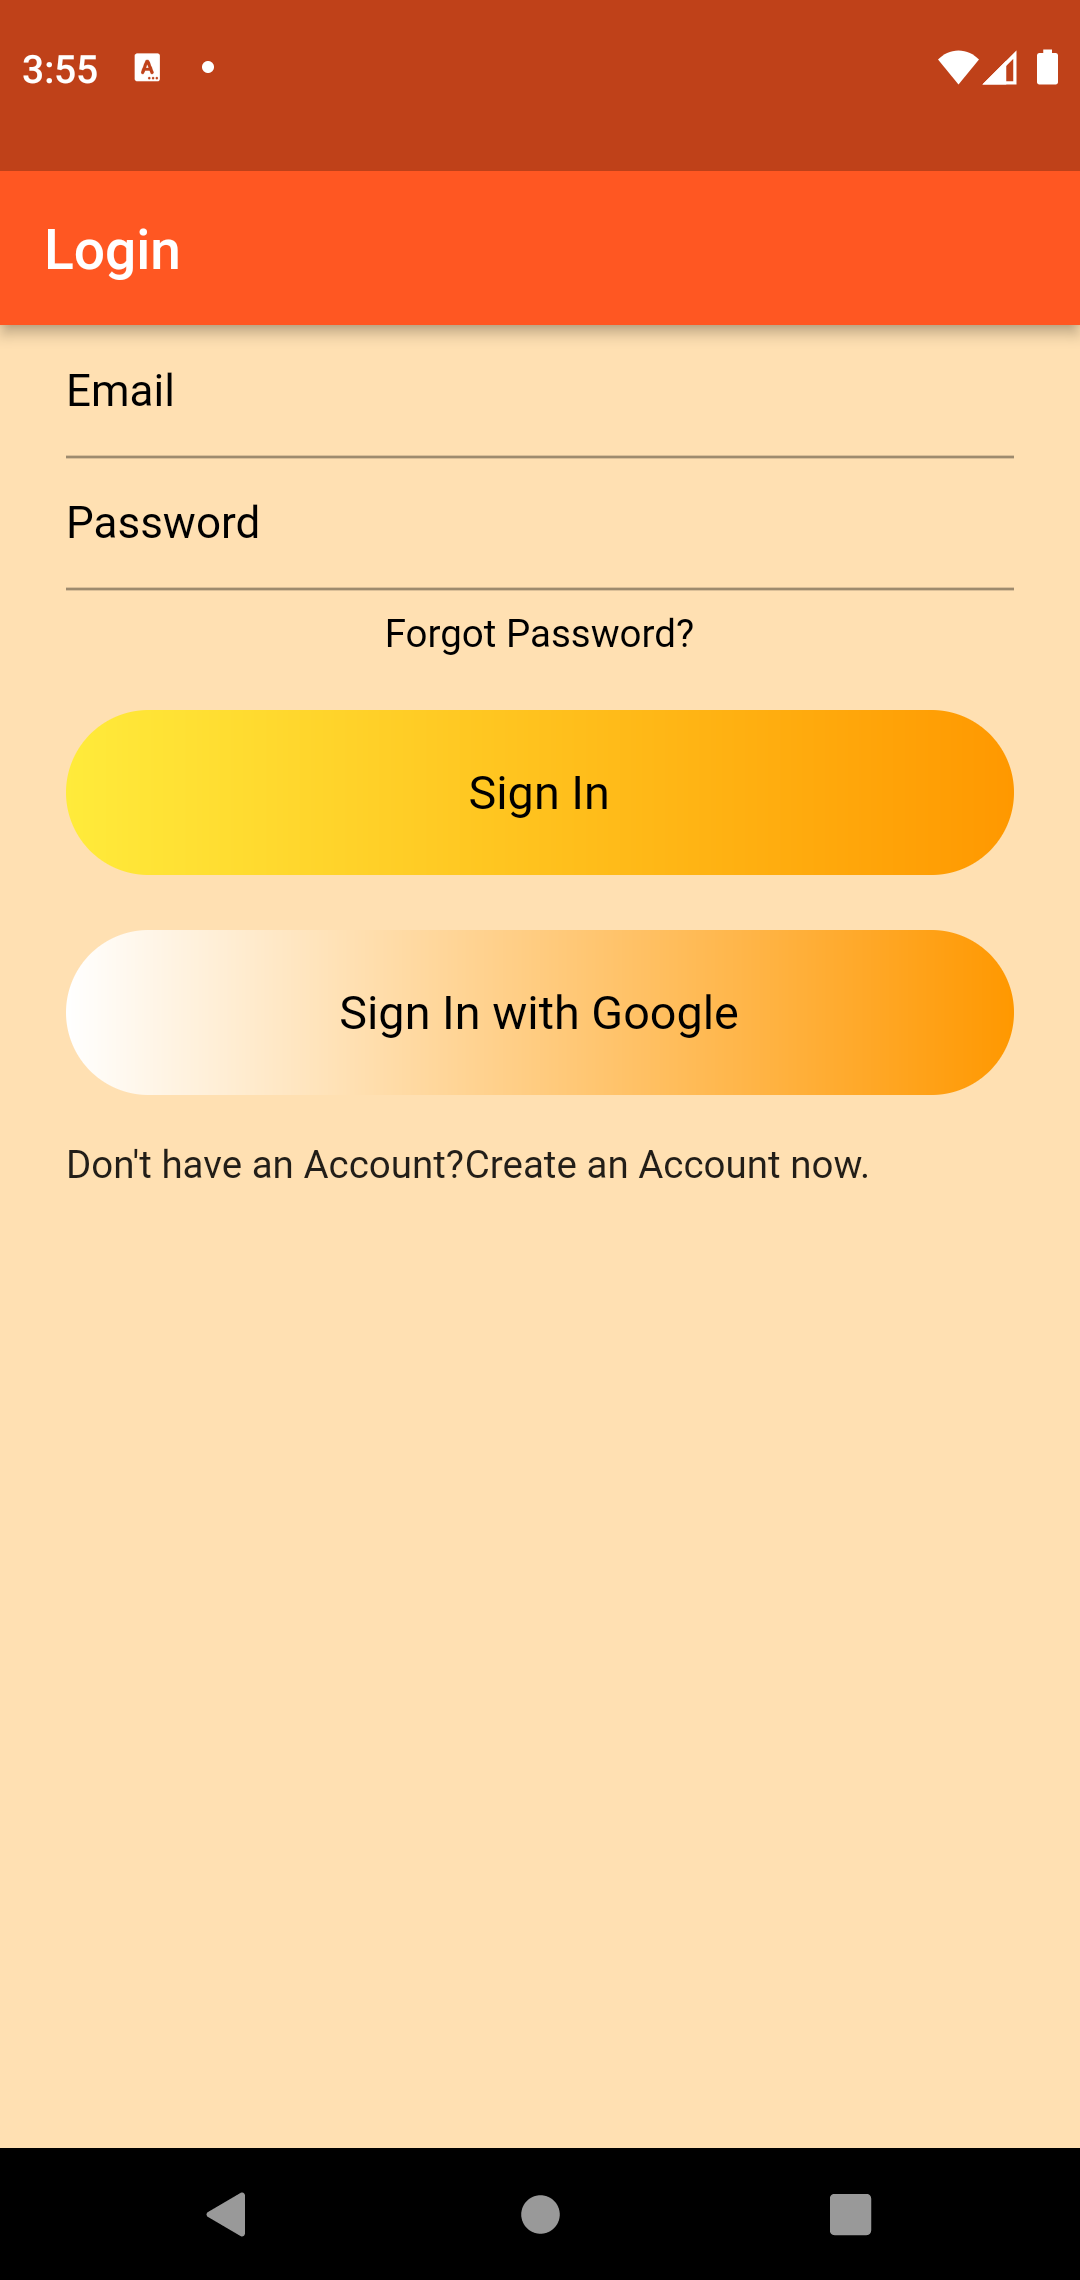 3:55
Login
Email
Password
Forgot Password?
Sign In
Sign In with Google
Don't have an Account?Create an Account now.